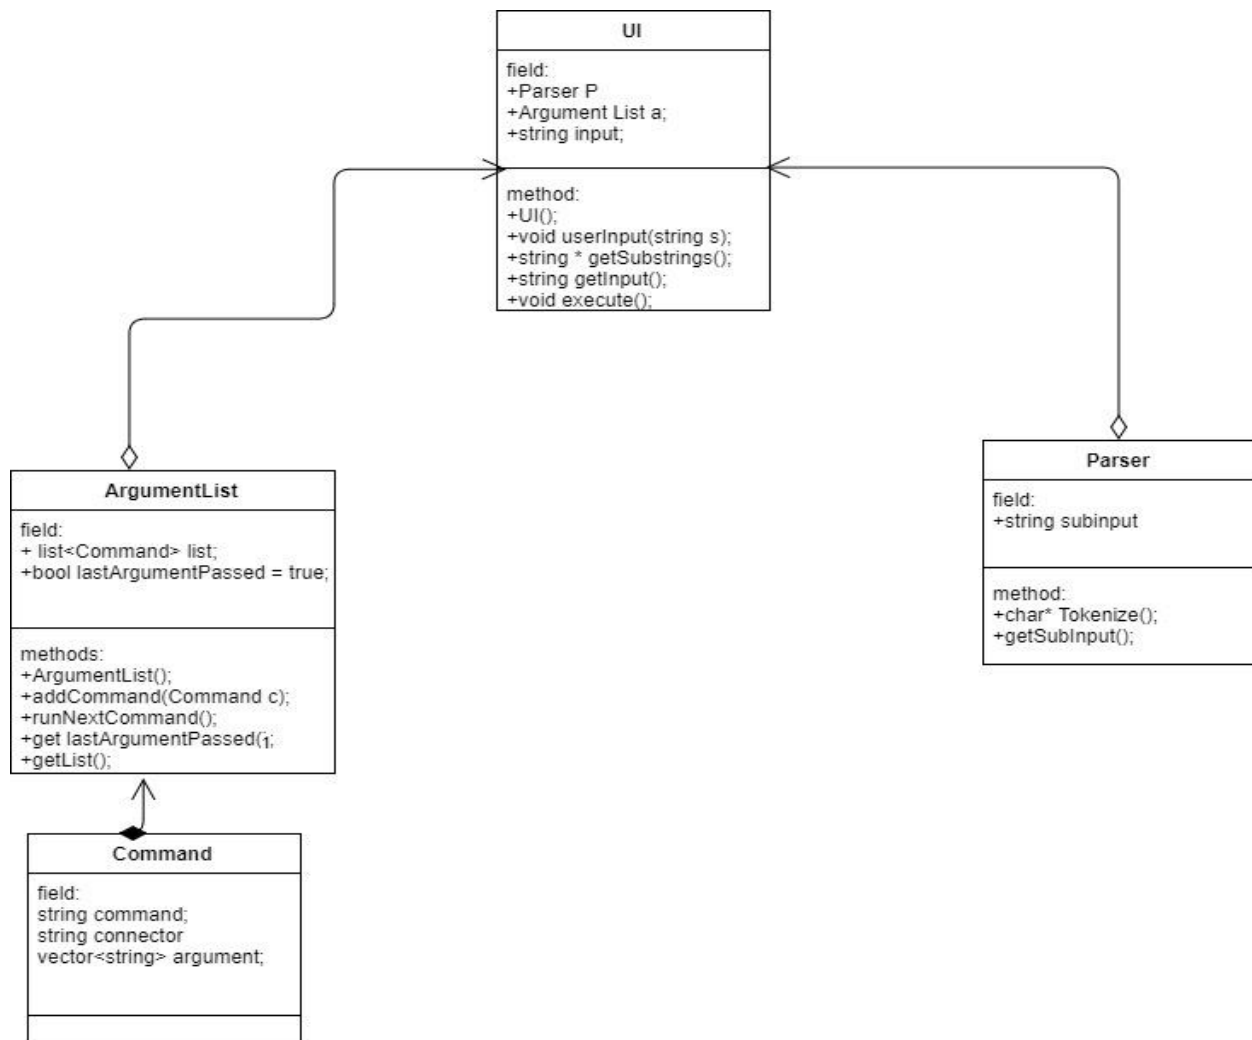 UI
field:
+Parser P
+Argument List a;
+string input;
method:
+UI();
+void userInput(string s);
+string * getSubstrings();
+string getInput();
+void execute();
ArgumentList
field:
+ list<Command> list;
+bool lastArgumentPassed = true;
methods:
+ArgumentList();
+addCommand(Command c);
+runNextCommand();
+get lastArgumentPassed(
+getList();
Parser
field:
+string subinput
method:
+char* Tokenize();
+getSubInput();
Command
field:
string command;
string connector
vector<string> argument;